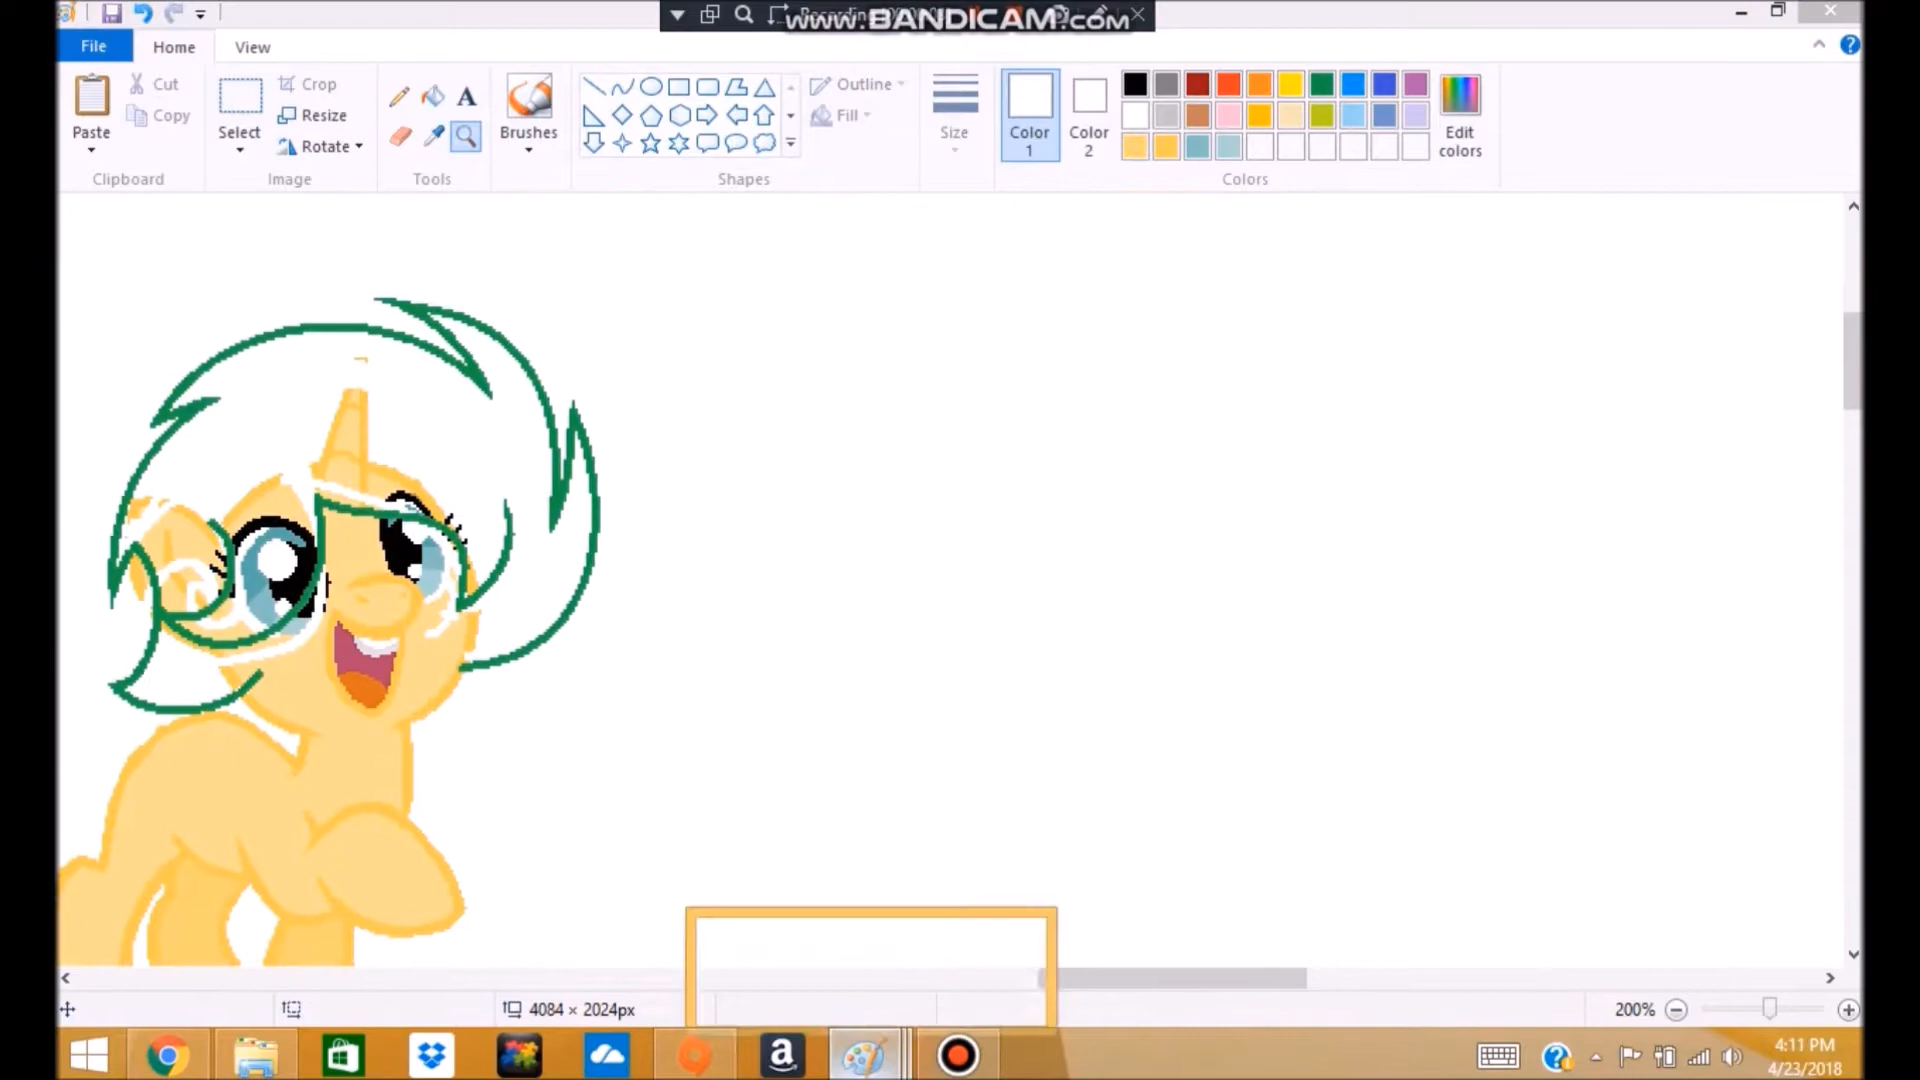 www.BANDICAM.com
File
Home
View
Paste
Cut
Copy
Clipboard
Select
Crop
Resize
Rotate
Image
Tools
Brushes
Shapes
Outline
Fill
Size
Color
1
Color
2
Edit
colors
Colors
4084 × 2024px
200%
4:11 PM
4/23/2018